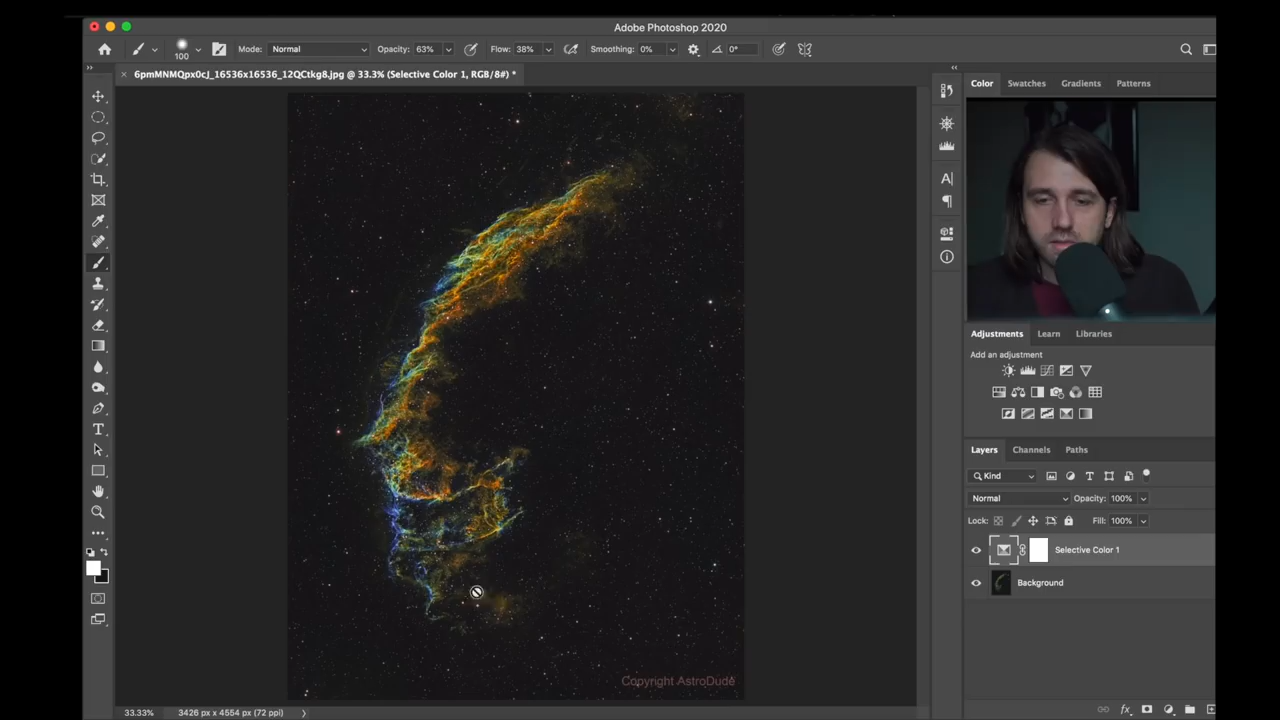 Adobe Photoshop 2020
100
Mode: Normal
Opacity: 63%
Flow: 38%
Smoothing: 0%
0°
6pmMNMQpx0cJ_16536x16536_12QCtkg8.jpg @ 33.3% (Selective Color 1, RGB/8#) *
Color
Swatches
Gradients
Patterns
Adjustments
Learn
Libraries
Add an adjustment
Layers
Channels
Paths
Kind
Normal
Opacity: 100%
Lock:
Fill: 100%
Selective Color 1
Background
Copyright AstroDude
33.33%
3426 px x 4554 px (72 ppi)